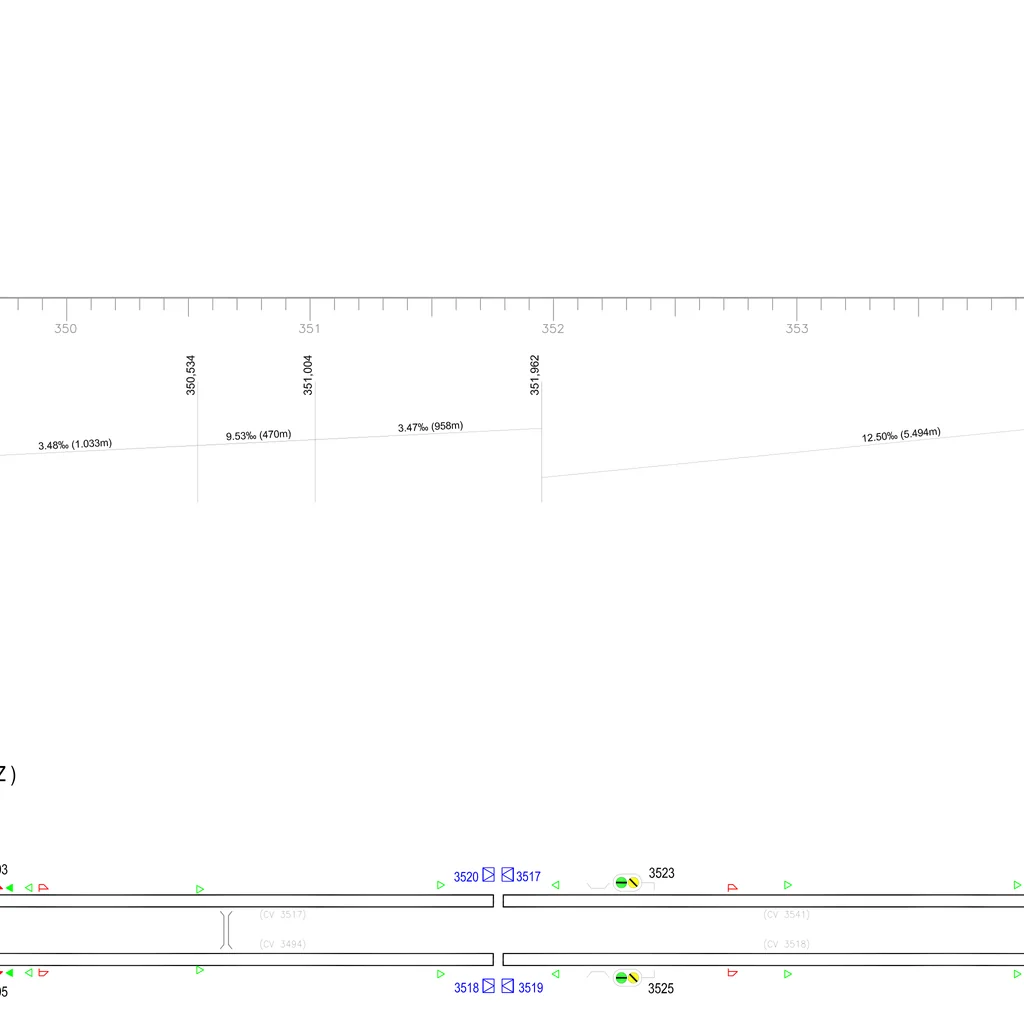 350
351
352
353
350,534
351,004
351,962
3.48‰ (1.033m)
9.53‰ (470m)
3.47‰ (958m)
12.50‰ (5.494m)
Z)
03
3520
3517
3523
(CV 3517)
(CV 3541)
(CV 3494)
(CV 3518)
05
3518
3519
3525